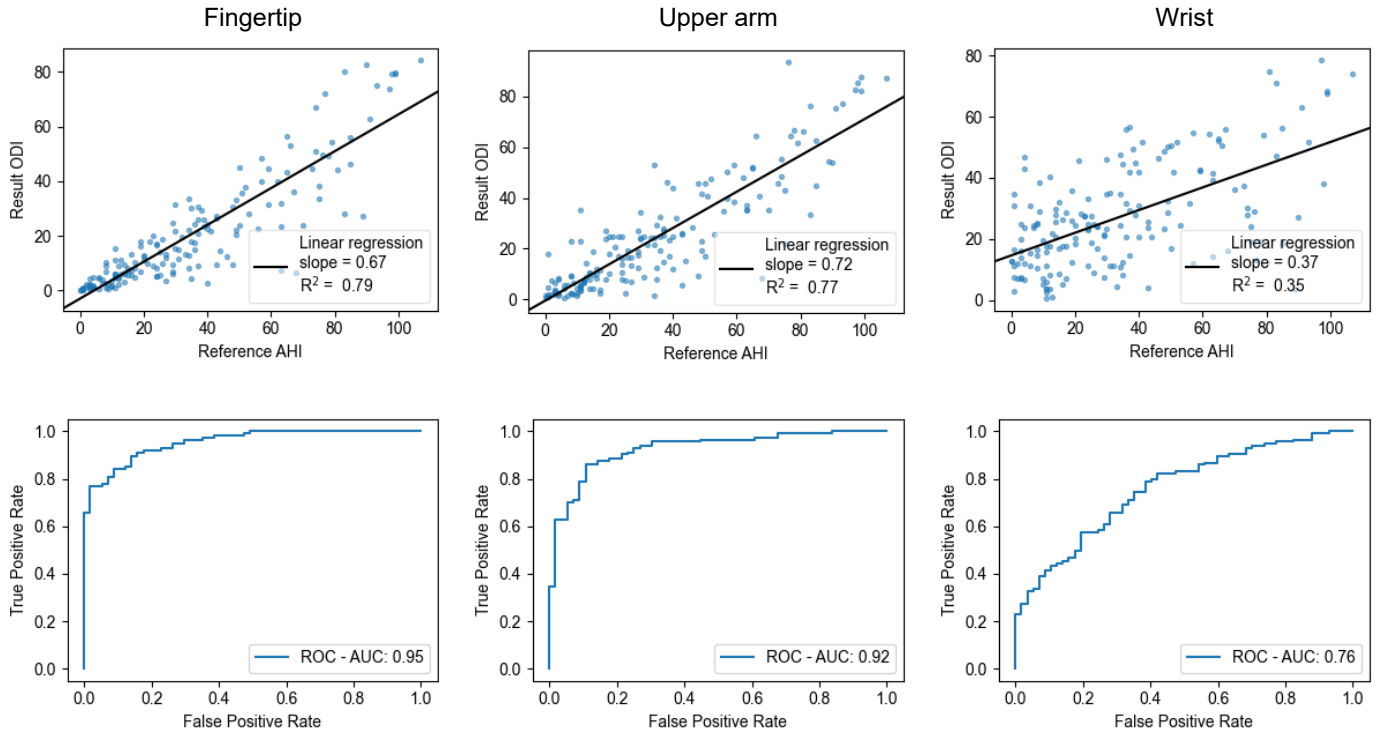 Fingertip
Upper arm
Wrist
80
60
40
20
0
Result ODI
0 20 40 60 80 100
Reference AHI
Linear regression
slope = 0.67
R² = 0.79
80
60
40
20
0
Result ODI
0 20 40 60 80 100
Reference AHI
Linear regression
slope = 0.72
R² = 0.77
80
60
40
20
0
Result ODI
0 20 40 60 80 100
Reference AHI
Linear regression
slope = 0.37
R² = 0.35
1.0
0.8
0.6
0.4
0.2
0.0
True Positive Rate
0.0 0.2 0.4 0.6 0.8 1.0
False Positive Rate
ROC - AUC: 0.95
1.0
0.8
0.6
0.4
0.2
0.0
True Positive Rate
0.0 0.2 0.4 0.6 0.8 1.0
False Positive Rate
ROC - AUC: 0.92
1.0
0.8
0.6
0.4
0.2
0.0
True Positive Rate
0.0 0.2 0.4 0.6 0.8 1.0
False Positive Rate
ROC - AUC: 0.76